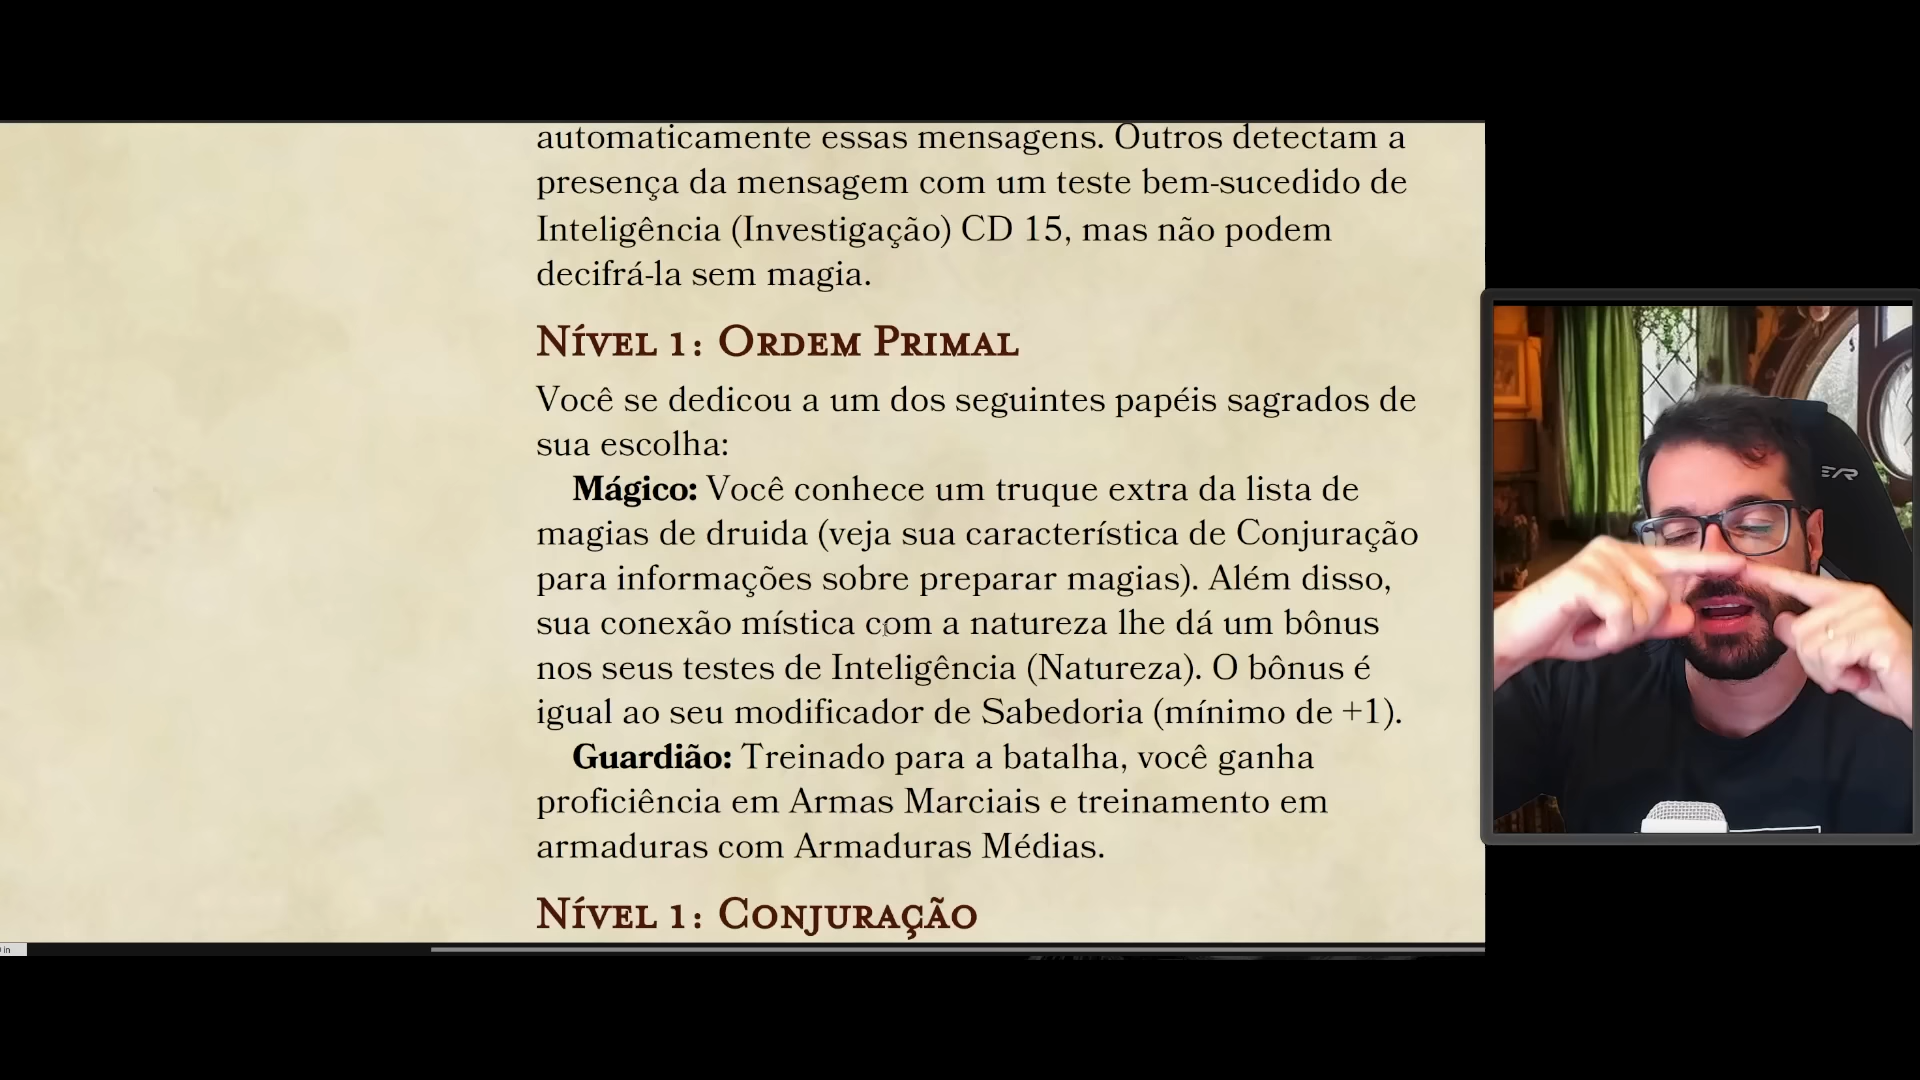 automaticamente essas mensagens. Outros detectam a
presença da mensagem com um teste bem-sucedido de
Inteligência (Investigação) CD 15, mas não podem
decifrá-la sem magia.
Nível 1: Ordem Primal
Você se dedicou a um dos seguintes papéis sagrados de
sua escolha:
Mágico: Você conhece um truque extra da lista de
magias de druida (veja sua característica de Conjuração
para informações sobre preparar magias). Além disso,
sua conexão mística com a natureza lhe dá um bônus
nos seus testes de Inteligência (Natureza). O bônus é
igual ao seu modificador de Sabedoria (mínimo de +1).
Guardião: Treinado para a batalha, você ganha
proficiência em Armas Marciais e treinamento em
armaduras com Armaduras Médias.
Nível 1: Conjuração
in